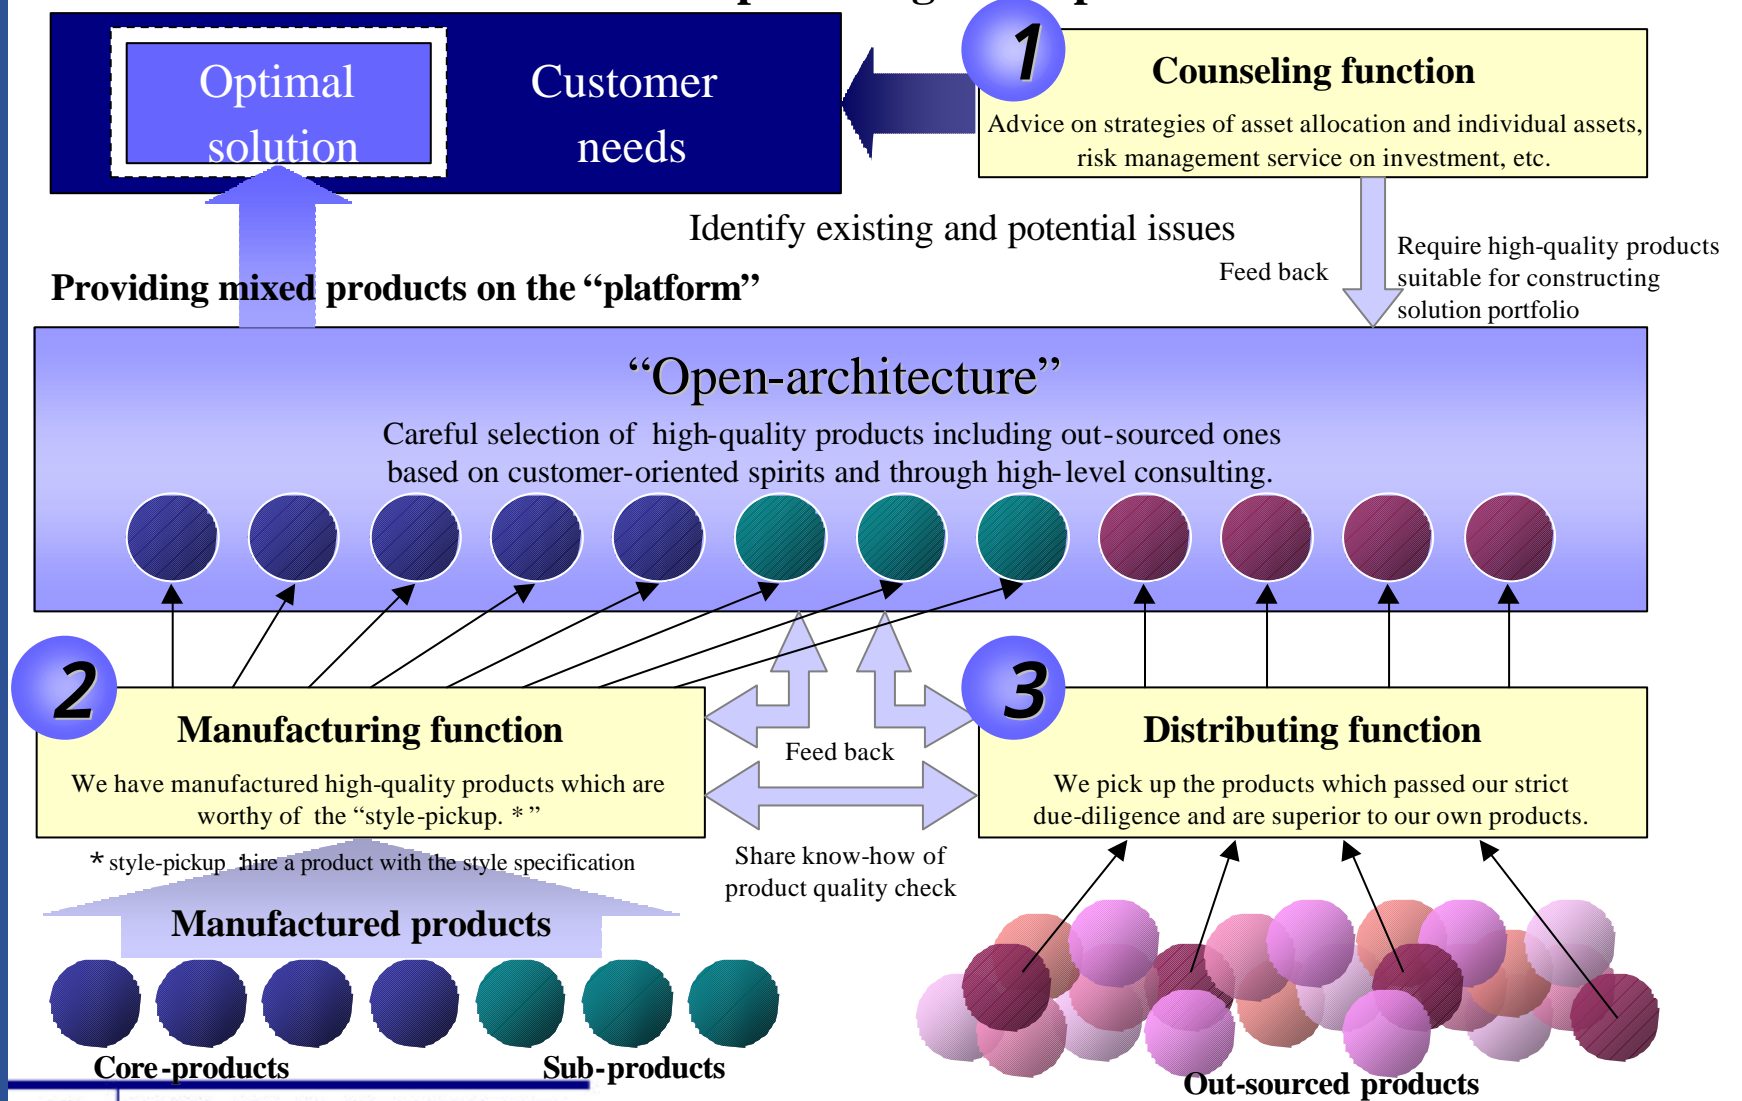 Optimal
solution
Customer
needs
1
Counseling function
Advice on strategies of asset allocation and individual assets,
risk management service on investment, etc.
Identify existing and potential issues
Feed back
Require high-quality products
suitable for constructing
solution portfolio
Providing mixed products on the “platform”
“Open-architecture”
Careful selection of high-quality products including out-sourced ones
based on customer-oriented spirits and through high-level consulting.
2
Manufacturing function
We have manufactured high-quality products which are
worthy of the “style-pickup. *”
* style-pickup :hire a product with the style specification
Feed back
Share know-how of
product quality check
3
Distributing function
We pick up the products which passed our strict
due-diligence and are superior to our own products.
Manufactured products
Core-products
Sub-products
Out-sourced products